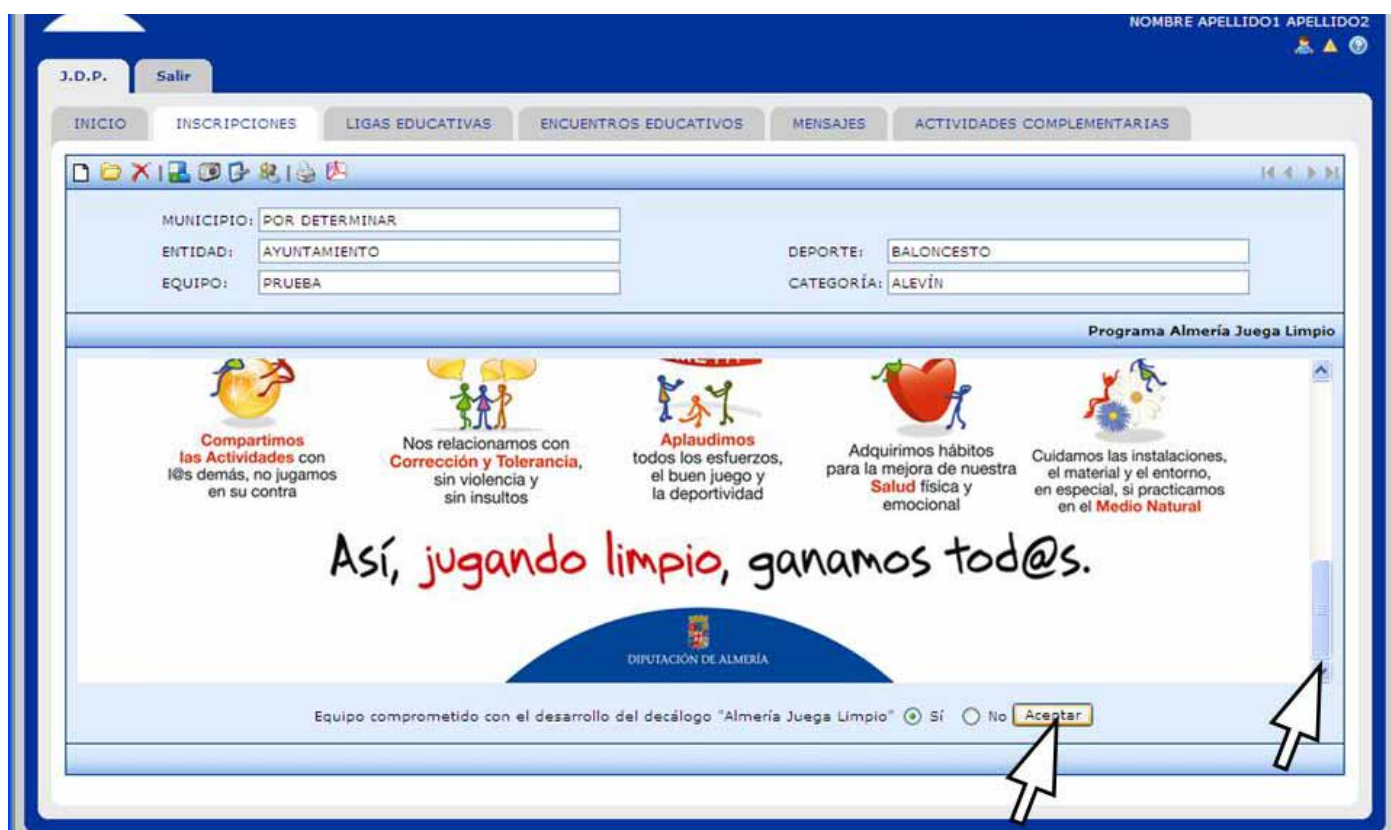 NOMBRE APELLIDO1 APELLIDO2
J.D.P. Salir
INICIO INSCRIPCIONES LIGAS EDUCATIVAS ENCUENTROS EDUCATIVOS MENSAJES ACTIVIDADES COMPLEMENTARIAS
MUNICIPIO: POR DETERMINAR
ENTIDAD: AYUNTAMIENTO DEPORTE: BALONCESTO
EQUIPO: PRUEBA CATEGORÍA: ALEVÍN
Programa Almería Juega Limpio
Compartimos
las Actividades con
l@s demás, no jugamos
en su contra
Nos relacionamos con
Corrección y Tolerancia,
sin violencia y
sin insultos
Aplaudimos
todos los esfuerzos,
el buen juego y
la deportividad
Adquirimos hábitos
para la mejora de nuestra
Salud física y
emocional
Cuidamos las instalaciones,
el material y el entorno,
en especial, si practicamos
en el Medio Natural
Así, jugando limpio, ganamos tod@s.
DIPUTACIÓN DE ALMERÍA
Equipo comprometido con el desarrollo del decálogo "Almería Juega Limpio" Sí No Aceptar